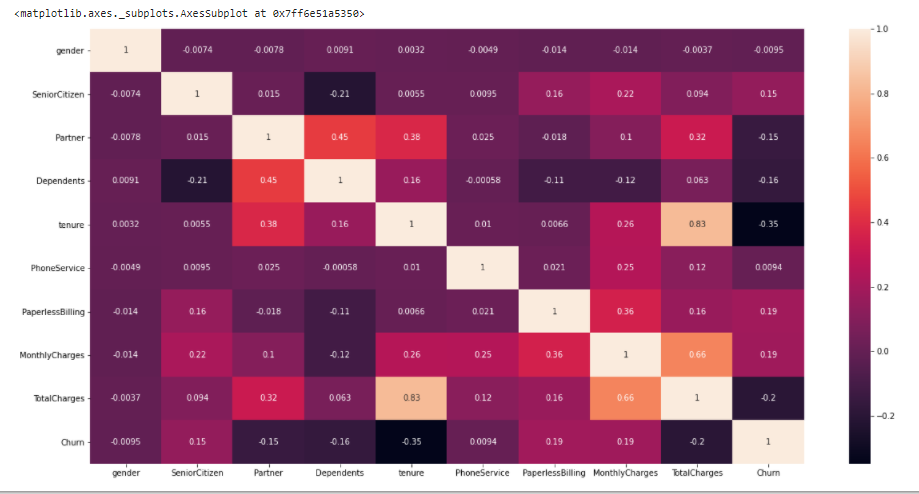 <matplotlib.axes._subplots.AxesSubplot at 0x7ff6e51a5350>
gender 1 -0.0074 -0.0078 0.0091 0.0032 -0.0049 -0.014 -0.014 -0.0037 -0.0095
SeniorCitizen -0.0074 1 0.015 -0.21 0.0055 0.0095 0.16 0.22 0.094 0.15
Partner -0.0078 0.015 1 0.45 0.38 0.025 -0.018 0.1 0.32 -0.15
Dependents 0.0091 -0.21 0.45 1 0.16 -0.00058 -0.11 -0.12 0.063 -0.16
tenure 0.0032 0.0055 0.38 0.16 1 0.01 0.0066 0.26 0.83 -0.35
PhoneService -0.0049 0.0095 0.025 -0.00058 0.01 1 0.021 0.25 0.12 0.0094
PaperlessBilling -0.014 0.16 -0.018 -0.11 0.0066 0.021 1 0.36 0.16 0.19
MonthlyCharges -0.014 0.22 0.1 -0.12 0.26 0.25 0.36 1 0.66 0.19
TotalCharges -0.0037 0.094 0.32 0.063 0.83 0.12 0.16 0.66 1 -0.2
Churn -0.0095 0.15 -0.15 -0.16 -0.35 0.0094 0.19 0.19 -0.2 1
gender SeniorCitizen Partner Dependents tenure PhoneService PaperlessBilling MonthlyCharges TotalCharges Churn
1.0
0.8
0.6
0.4
0.2
0.0
-0.2